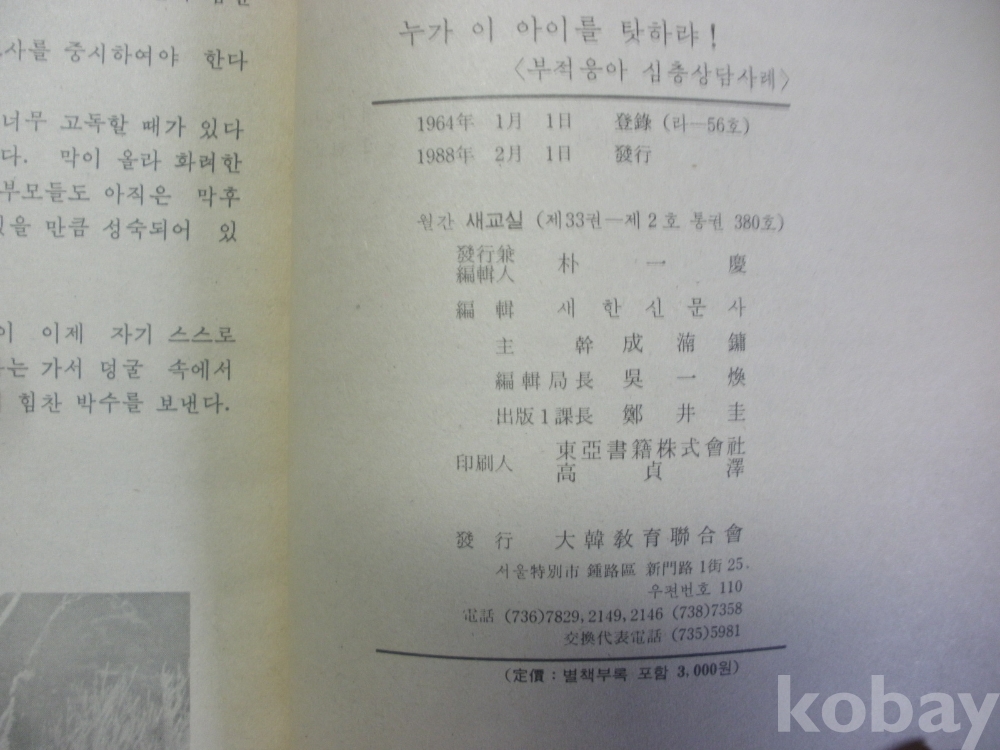 사를 중시하여야 한다
너무 고독할 때가 있다
다. 막이 올라 화려한
부모들도 아직은 막후
을 만큼 성숙되어 있
이 이제 자기 스스로
는 가서 덩굴 속에서
힘찬 박수를 보낸다.
누가 이 아이를 탓하랴!
〈부적응아 심층상담사례〉
1964年 1月 1日 登錄 (라—56호)
1988年 2月 1日 發行
월간 새교실 (제33권—제2호 통권 380호)
發行兼
編輯人 朴一慶
編輯 새한신문사
主幹 成湳鏞
編輯局長 吳一煥
出版1課長 鄭井圭
印刷人 東亞書籍株式會社
高貞澤
發行 大韓敎育聯合會
서울特別市 鍾路區 新門路 1街 25.
우편번호 110
電話 (736)7829, 2149, 2146 (738)7358
交換代表電話 (735)5981
(定價 : 별책부록 포함 3,000원)
kobay